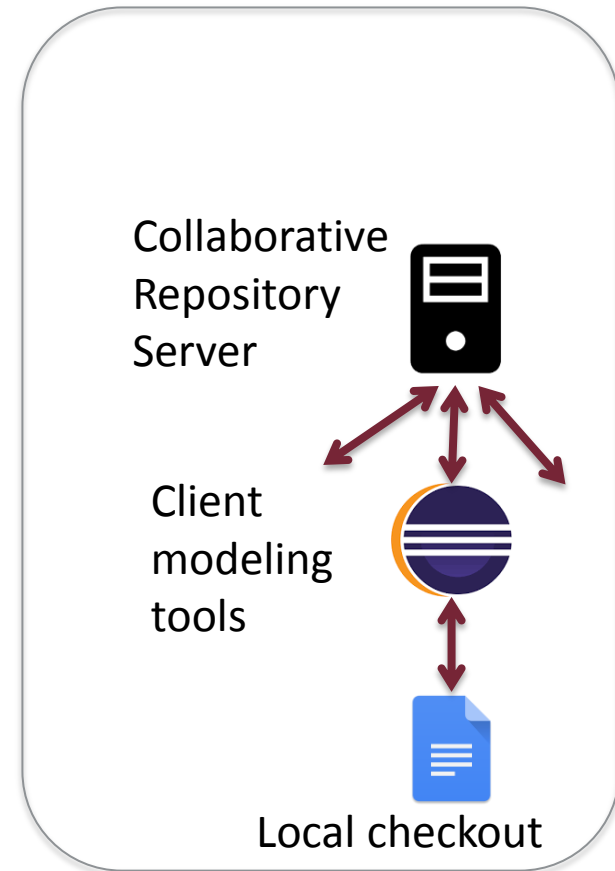 Collaborative
Repository
Server
Client
modeling
tools
Local checkout